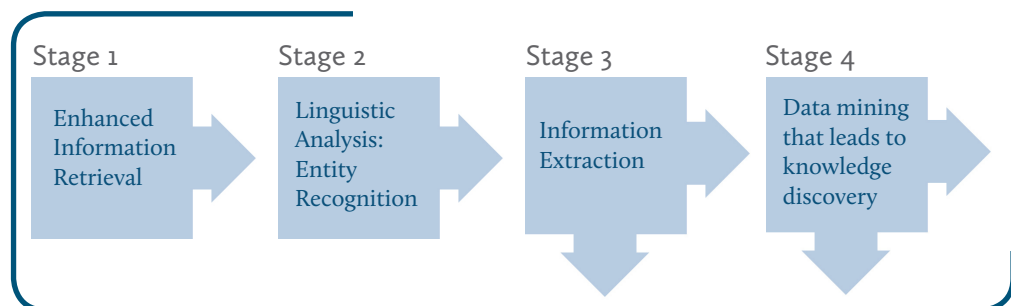 Stage 1
Enhanced
Information
Retrieval
Stage 2
Linguistic
Analysis:
Entity
Recognition
Stage 3
Information
Extraction
Stage 4
Data mining
that leads to
knowledge
discovery